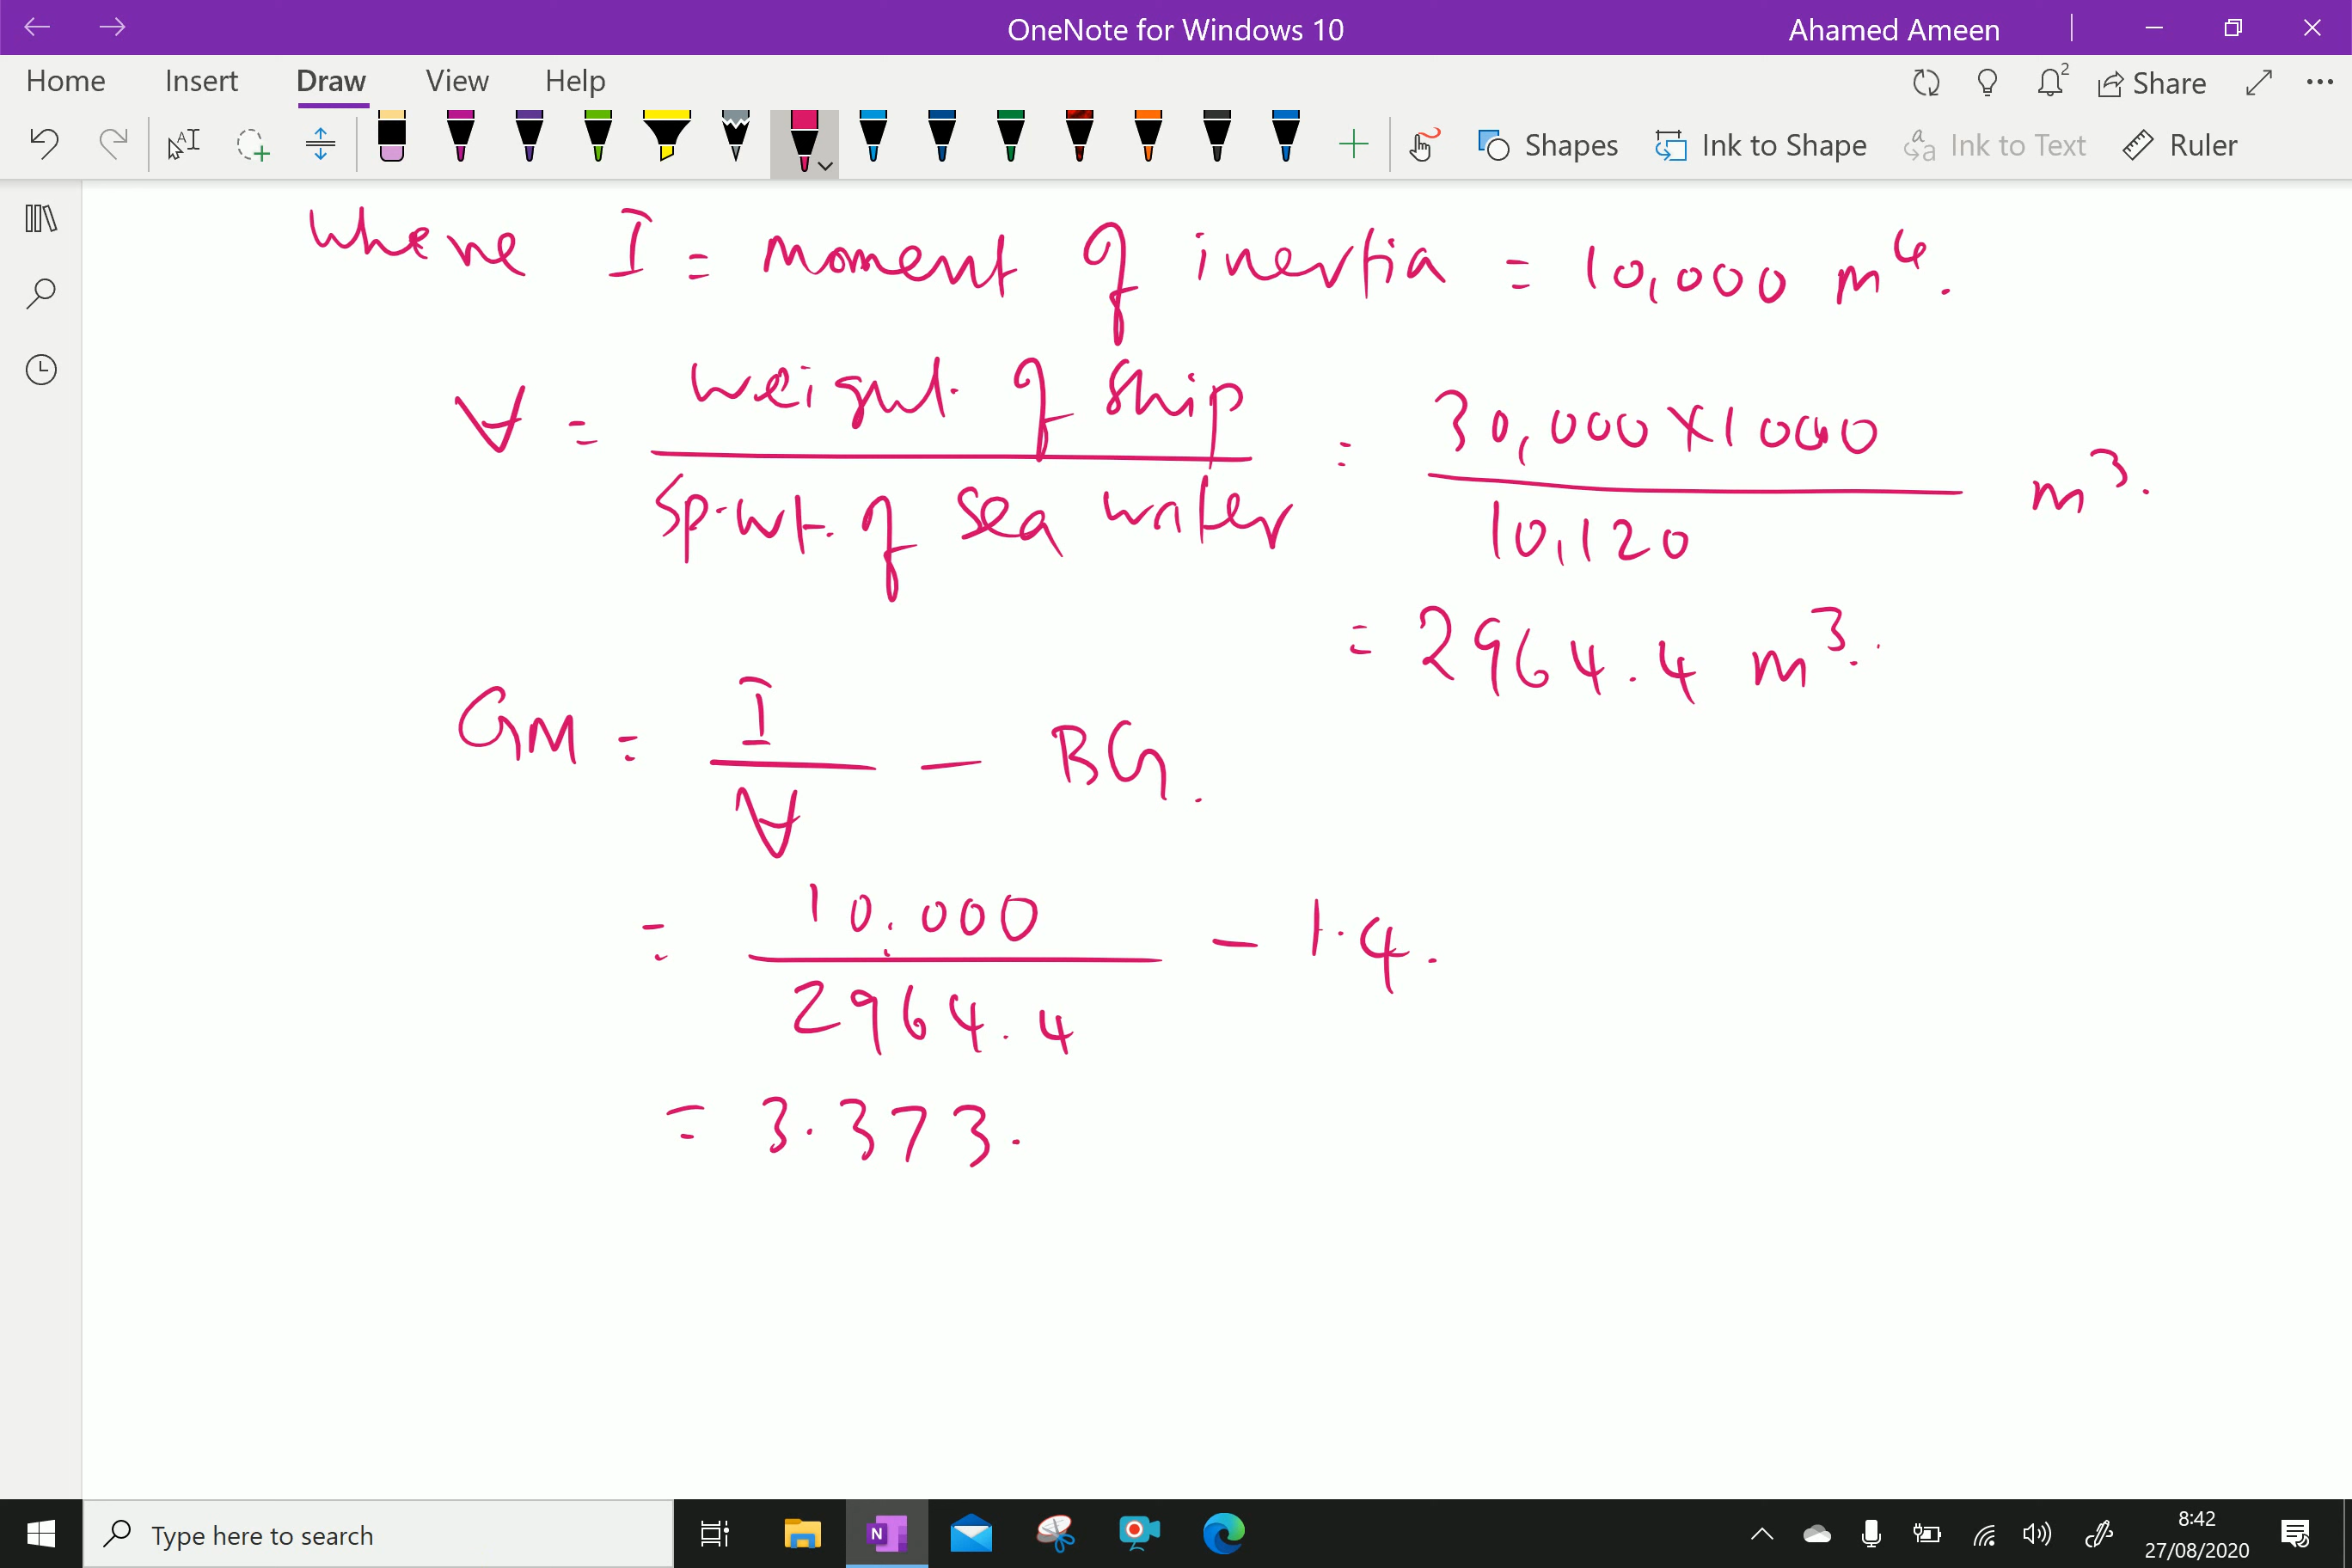 OneNote for Windows 10
Ahamed Ameen
Home Insert Draw View Help
2 Share
Shapes Ink to Shape Ink to Text Ruler
where I = moment of inertia = 10,000 m⁴.
∀ = weight of ship / sp.wt. of sea water = 30,000 × 1000 / 10,120 m³.
= 2964.4 m³.
GM = I / ∀ − BG.
= 10,000 / 2964.4 − 1.4.
= 3.373.
Type here to search
8:42
27/08/2020